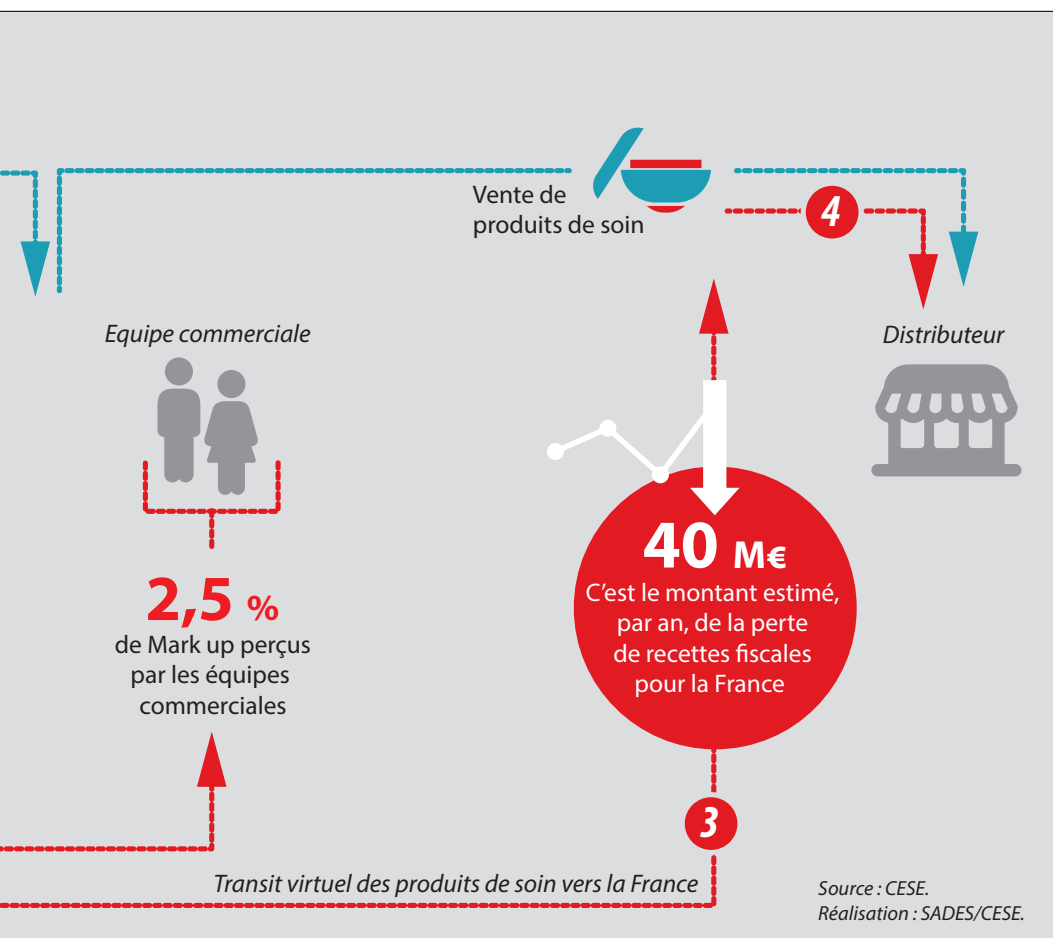 Vente de
produits de soin
4
Equipe commerciale
Distributeur
2,5 %
de Mark up perçus
par les équipes
commerciales
40 M€
C'est le montant estimé,
par an, de la perte
de recettes fiscales
pour la France
3
Transit virtuel des produits de soin vers la France
Source : CESE.
Réalisation : SADES/CESE.